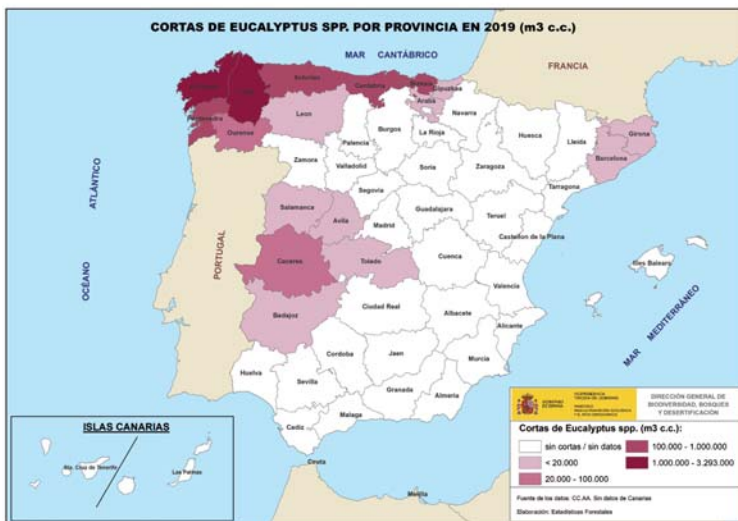 CORTAS DE EUCALYPTUS SPP. POR PROVINCIA EN 2019 (m3 c.c.)
MAR CANTÁBRICO
FRANCIA
Asturias
Cantabria
Bizkaia
Gipuzkoa
Araba
Navarra
Pontevedra
Ourense
Leon
Burgos
La Rioja
Huesca
Lleida
Girona
Barcelona
Palencia
Zamora
Valladolid
Soria
Zaragoza
Tarragona
Segovia
Salamanca
Avila
Madrid
Guadalajara
Teruel
Castellon de la Plana
OCÉANO
ATLÁNTICO
PORTUGAL
Caceres
Toledo
Cuenca
Valencia
Illes Balears
MAR MEDITERRÁNEO
Badajoz
Ciudad Real
Albacete
Alicante
Huelva
Sevilla
Cordoba
Jaen
Murcia
Granada
Almeria
Malaga
Cadiz
Ceuta
Melilla
ISLAS CANARIAS
Sta. Cruz de Tenerife
Las Palmas
GOBIERNO
DE ESPAÑA
DIRECCIÓN GENERAL DE
BIODIVERSIDAD, BOSQUES
Y DESERTIFICACIÓN
Cortas de Eucalyptus spp. (m3 c.c.):
sin cortas / sin datos
100.000 - 1.000.000
< 20.000
1.000.000 - 3.293.000
20.000 - 100.000
Fuente de los datos: CC.AA. Sin datos de Canarias
Elaboración: Estadísticas Forestales